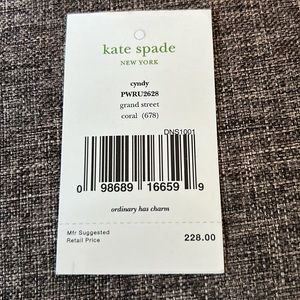 kate spade
NEW YORK
cyndy
PWRU2628
grand street
coral (678)
DNS1001
0 98689 16659 9
ordinary has charm
Mfr Suggested
Retail Price
228.00